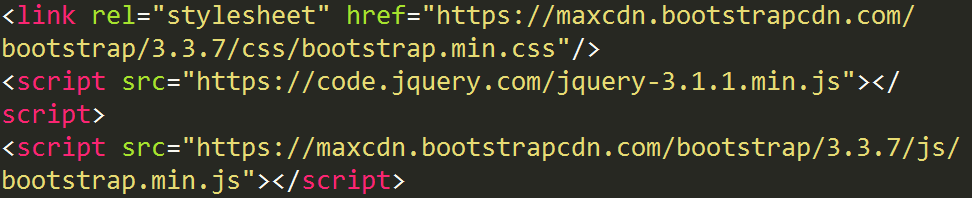 <link rel="stylesheet" href="https://maxcdn.bootstrapcdn.com/
bootstrap/3.3.7/css/bootstrap.min.css"/>
<script src="https://code.jquery.com/jquery-3.1.1.min.js"></
script>
<script src="https://maxcdn.bootstrapcdn.com/bootstrap/3.3.7/js/
bootstrap.min.js"></script>